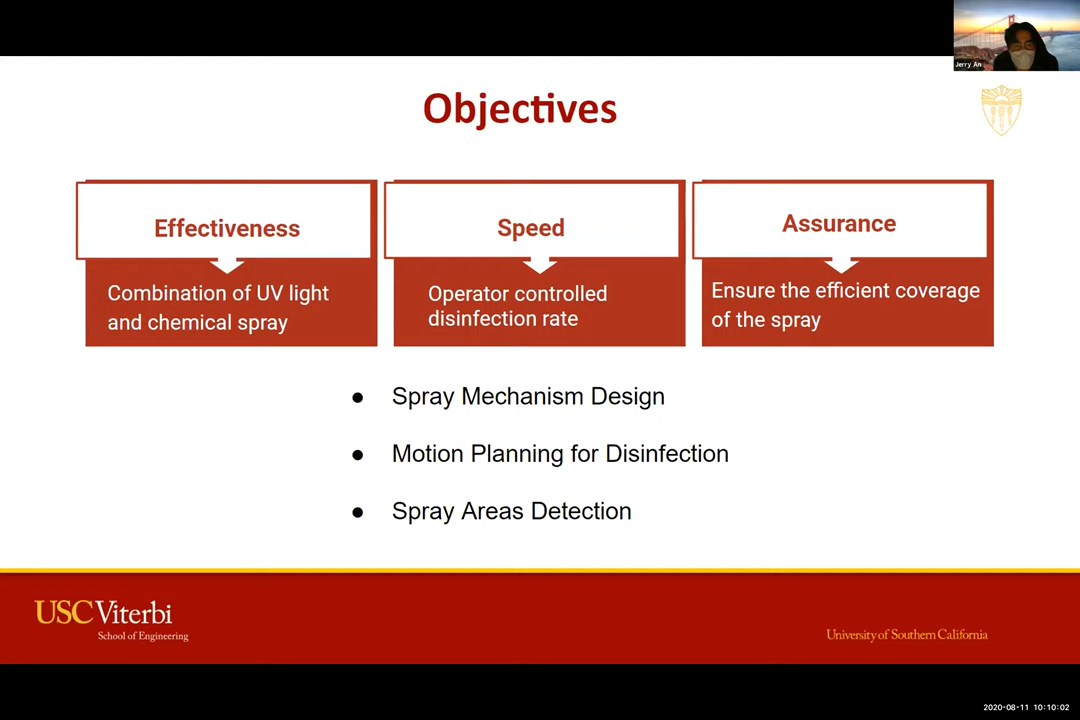 Jerry An
Objectives
Effectiveness
Combination of UV light
and chemical spray
Speed
Operator controlled
disinfection rate
Assurance
Ensure the efficient coverage
of the spray
● Spray Mechanism Design
● Motion Planning for Disinfection
● Spray Areas Detection
USC Viterbi
School of Engineering
University of Southern California
2020-08-11 10:10:02